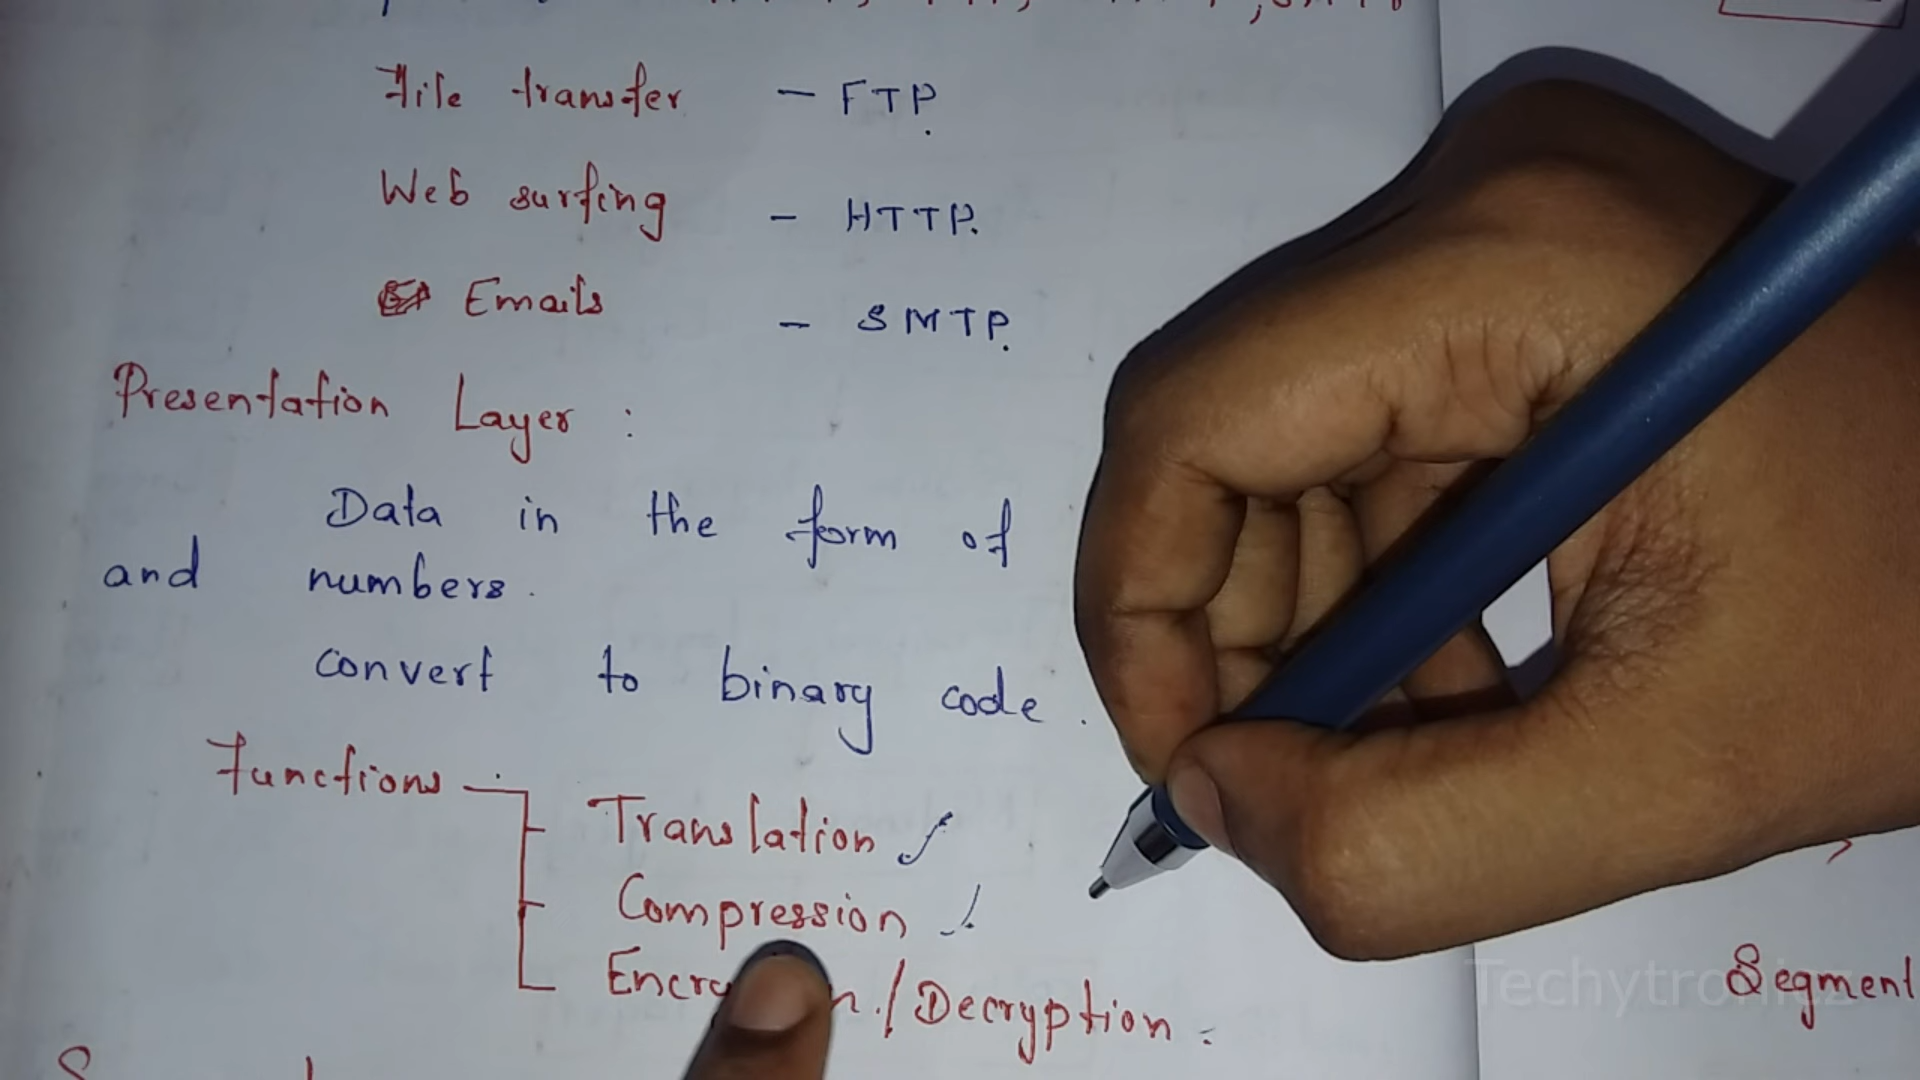 File transfer - FTP.
Web surfing - HTTP.
Emails - SMTP.
Presentation Layer :
Data in the form of
and numbers.
convert to binary code.
Functions
Translation
Compression
/Decryption.
Segment
Techytronicz